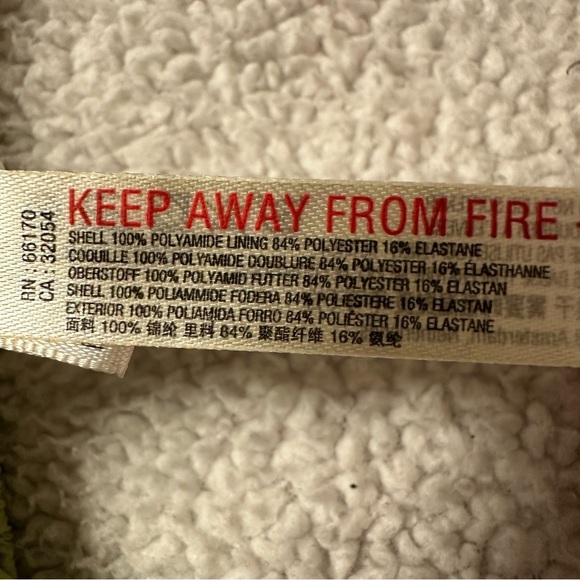 RN : 66170
CA : 32054
KEEP AWAY FROM FIRE
SHELL 100% POLYAMIDE LINING 84% POLYESTER 16% ELASTANE
COQUILLE 100% POLYAMIDE DOUBLURE 84% POLYESTER 16% ELASTHANNE
OBERSTOFF 100% POLYAMID FUTTER 84% POLYESTER 16% ELASTAN
SHELL 100% POLIAMMIDE FODERA 84% POLIESTERE 16% ELASTAN
EXTERIOR 100% POLIAMIDA FORRO 84% POLIÉSTER 16% ELASTANE
面料 100% 锦纶 里料 84% 聚酯纤维 16% 氨纶